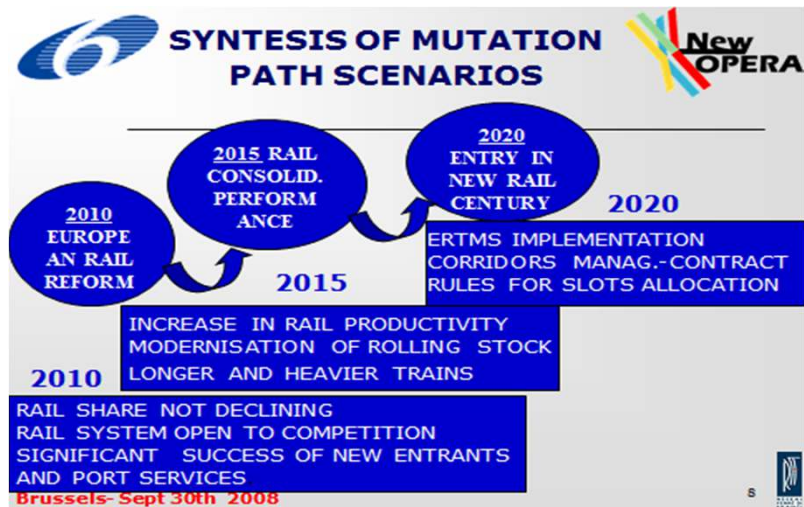 SYNTESIS OF MUTATION
PATH SCENARIOS
New
OPERA
2010
EUROPE
AN RAIL
REFORM
2015 RAIL
CONSOLID.
PERFORM
ANCE
2020
ENTRY IN
NEW RAIL
CENTURY
2020
ERTMS IMPLEMENTATION
CORRIDORS MANAG.-CONTRACT
RULES FOR SLOTS ALLOCATION
2015
INCREASE IN RAIL PRODUCTIVITY
MODERNISATION OF ROLLING STOCK
LONGER AND HEAVIER TRAINS
2010
RAIL SHARE NOT DECLINING
RAIL SYSTEM OPEN TO COMPETITION
SIGNIFICANT SUCCESS OF NEW ENTRANTS
AND PORT SERVICES
Brussels- Sept 30th 2008